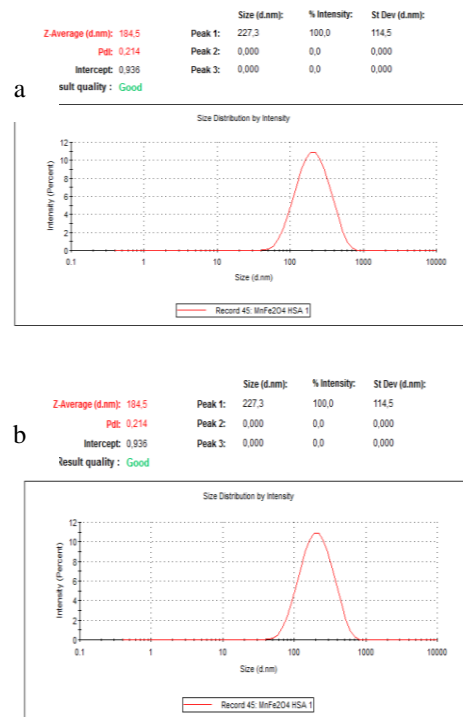 Size (d.nm): % Intensity: St Dev (d.nm):
Z-Average (d.nm): 184,5 Peak 1: 227,3 100,0 114,5
PdI: 0,214 Peak 2: 0,000 0,0 0,000
Intercept: 0,936 Peak 3: 0,000 0,0 0,000
a sult quality : Good
Size Distribution by Intensity
12
10
8
6
4
2
0
Intensity (Percent)
0.1 1 10 100 1000 10000
Size (d.nm)
Record 45: MnFe2O4 HSA 1
Size (d.nm): % Intensity: St Dev (d.nm):
Z-Average (d.nm): 184,5 Peak 1: 227,3 100,0 114,5
PdI: 0,214 Peak 2: 0,000 0,0 0,000
b Intercept: 0,936 Peak 3: 0,000 0,0 0,000
Result quality : Good
Size Distribution by Intensity
12
10
8
6
4
2
0
Intensity (Percent)
0.1 1 10 100 1000 10000
Size (d.nm)
Record 45: MnFe2O4 HSA 1